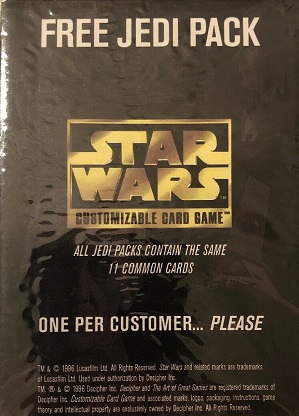 FREE JEDI PACK
STAR
WARS
CUSTOMIZABLE CARD GAME™
ALL JEDI PACKS CONTAIN THE SAME
11 COMMON CARDS
ONE PER CUSTOMER... PLEASE
TM & © 1996 Lucasfilm Ltd. All Rights Reserved. Star Wars and related marks are trademarks
of Lucasfilm Ltd. Used under authorization by Decipher Inc.
TM, ® & © 1996 Decipher Inc. Decipher and The Art of Great Games are registered trademarks of
Decipher Inc. Customizable Card Game and associated marks, logos, packaging, instructions, game
theory and intellectual property are exclusively owned by Decipher Inc. All Rights Reserved.